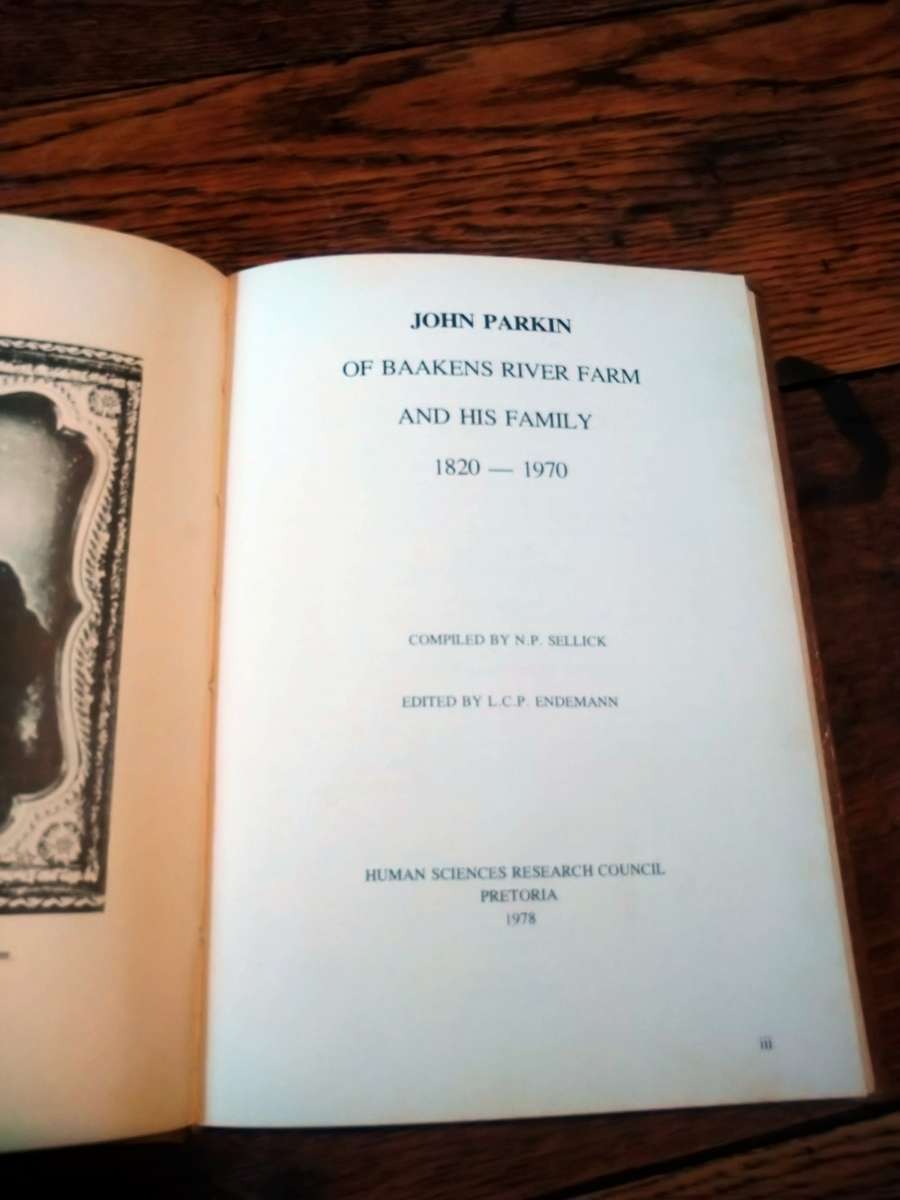 JOHN PARKIN
OF BAAKENS RIVER FARM
AND HIS FAMILY
1820 — 1970
COMPILED BY N.P. SELLICK
EDITED BY L.C.P. ENDEMANN
HUMAN SCIENCES RESEARCH COUNCIL
PRETORIA
1978
iii